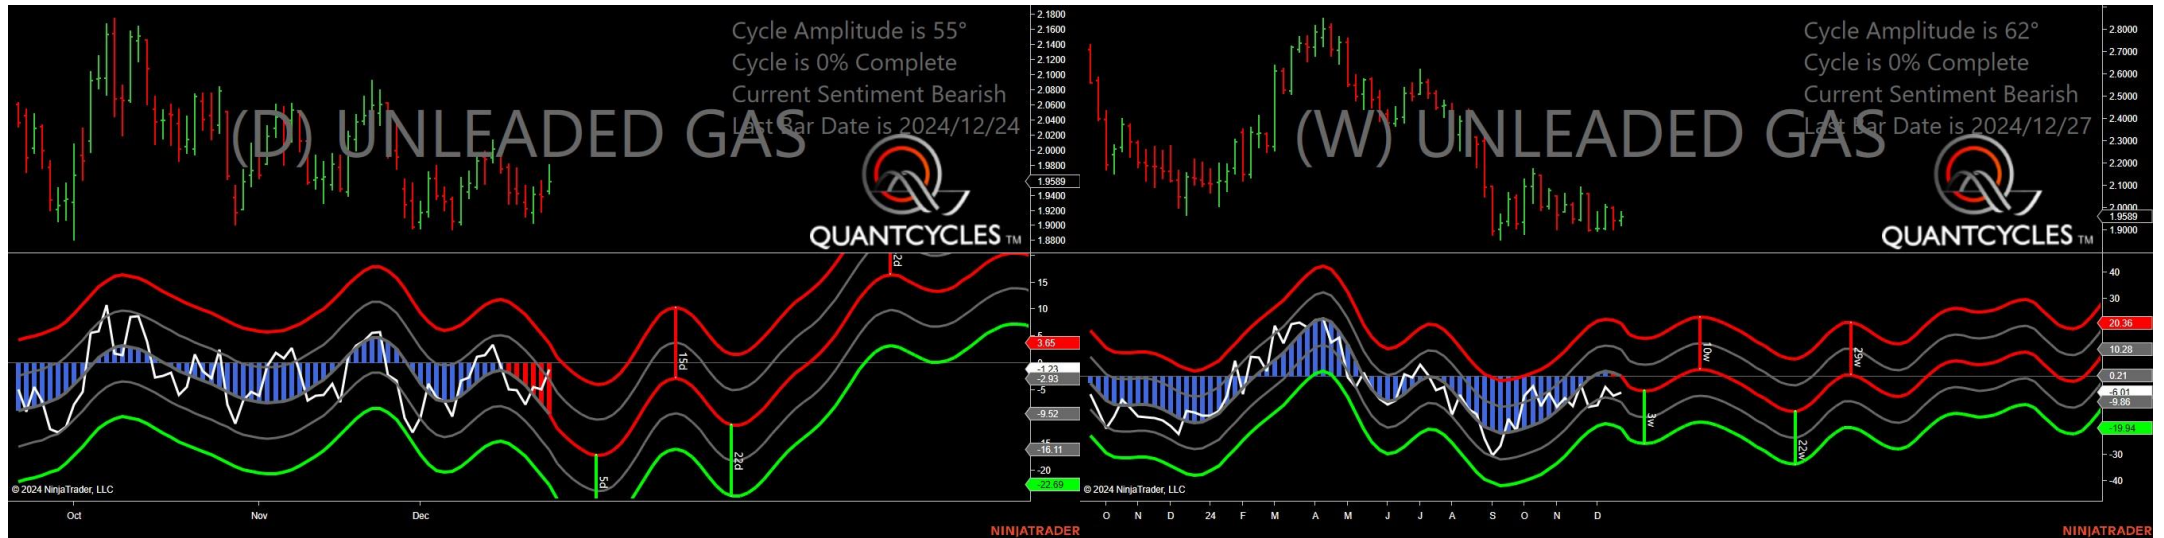 Cycle Amplitude is 55°
Cycle is 0% Complete
Current Sentiment Bearish
Last Bar Date is 2024/12/24
(D) UNLEADED GAS
QUANTCYCLES TM
2.1800
2.1600
2.1400
2.1200
2.1000
2.0800
2.0600
2.0400
2.0200
2.0000
1.9800
1.9589
1.9400
1.9200
1.9000
1.8800
15
10
5
3.65
0
-1.23
-2.93
-5
-9.52
-15
-16.11
-20
-22.69
5d
15d
22d
2d
© 2024 NinjaTrader, LLC
Oct
Nov
Dec
NINJATRADER
Cycle Amplitude is 62°
Cycle is 0% Complete
Current Sentiment Bearish
Last Bar Date is 2024/12/27
(W) UNLEADED GAS
QUANTCYCLES TM
2.8000
2.7000
2.6000
2.5000
2.4000
2.3000
2.2000
2.1000
2.0000
1.9589
1.9000
40
30
20.36
10.28
0.21
-6.01
-9.86
-19.94
-30
-40
3w
10w
22w
29w
© 2024 NinjaTrader, LLC
O N D 24 F M A M J J A S O N D
NINJATRADER